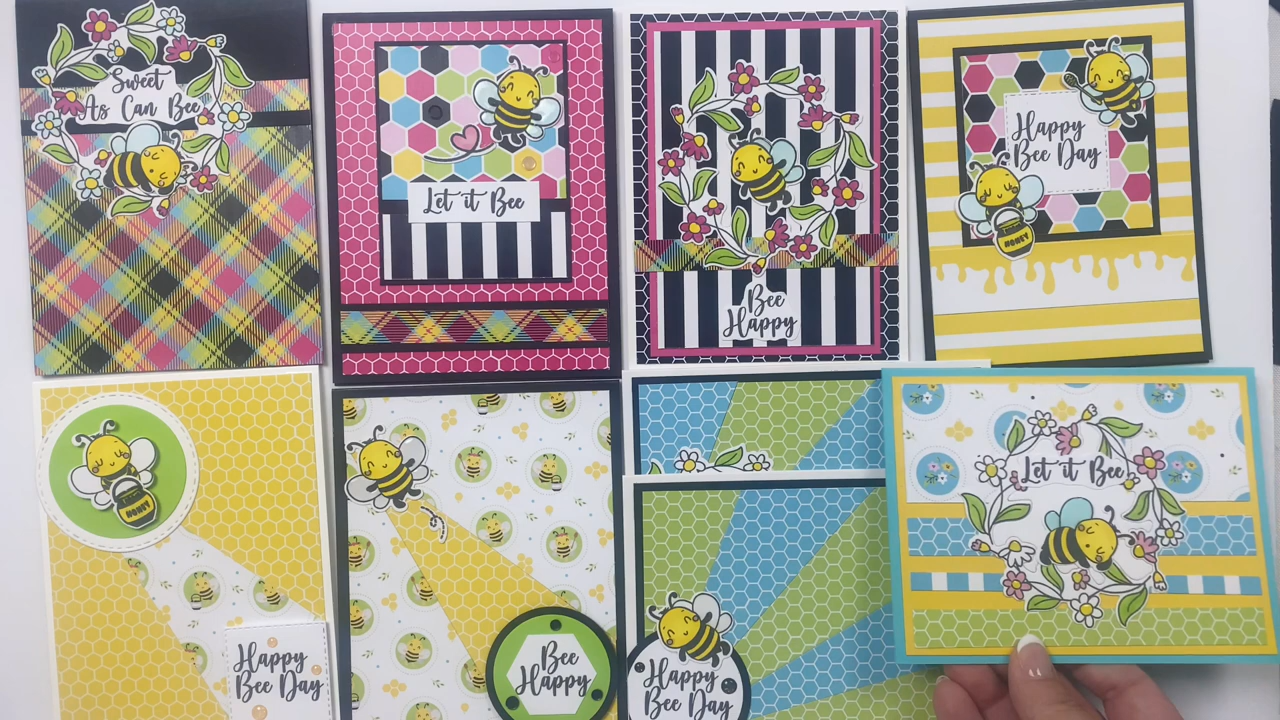 Sweet
As Can Bee
Let it Bee
Bee
Happy
Happy
Bee Day
HONEY
HONEY
Happy
Bee Day
Bee
Happy
Happy
Bee Day
Let it Bee